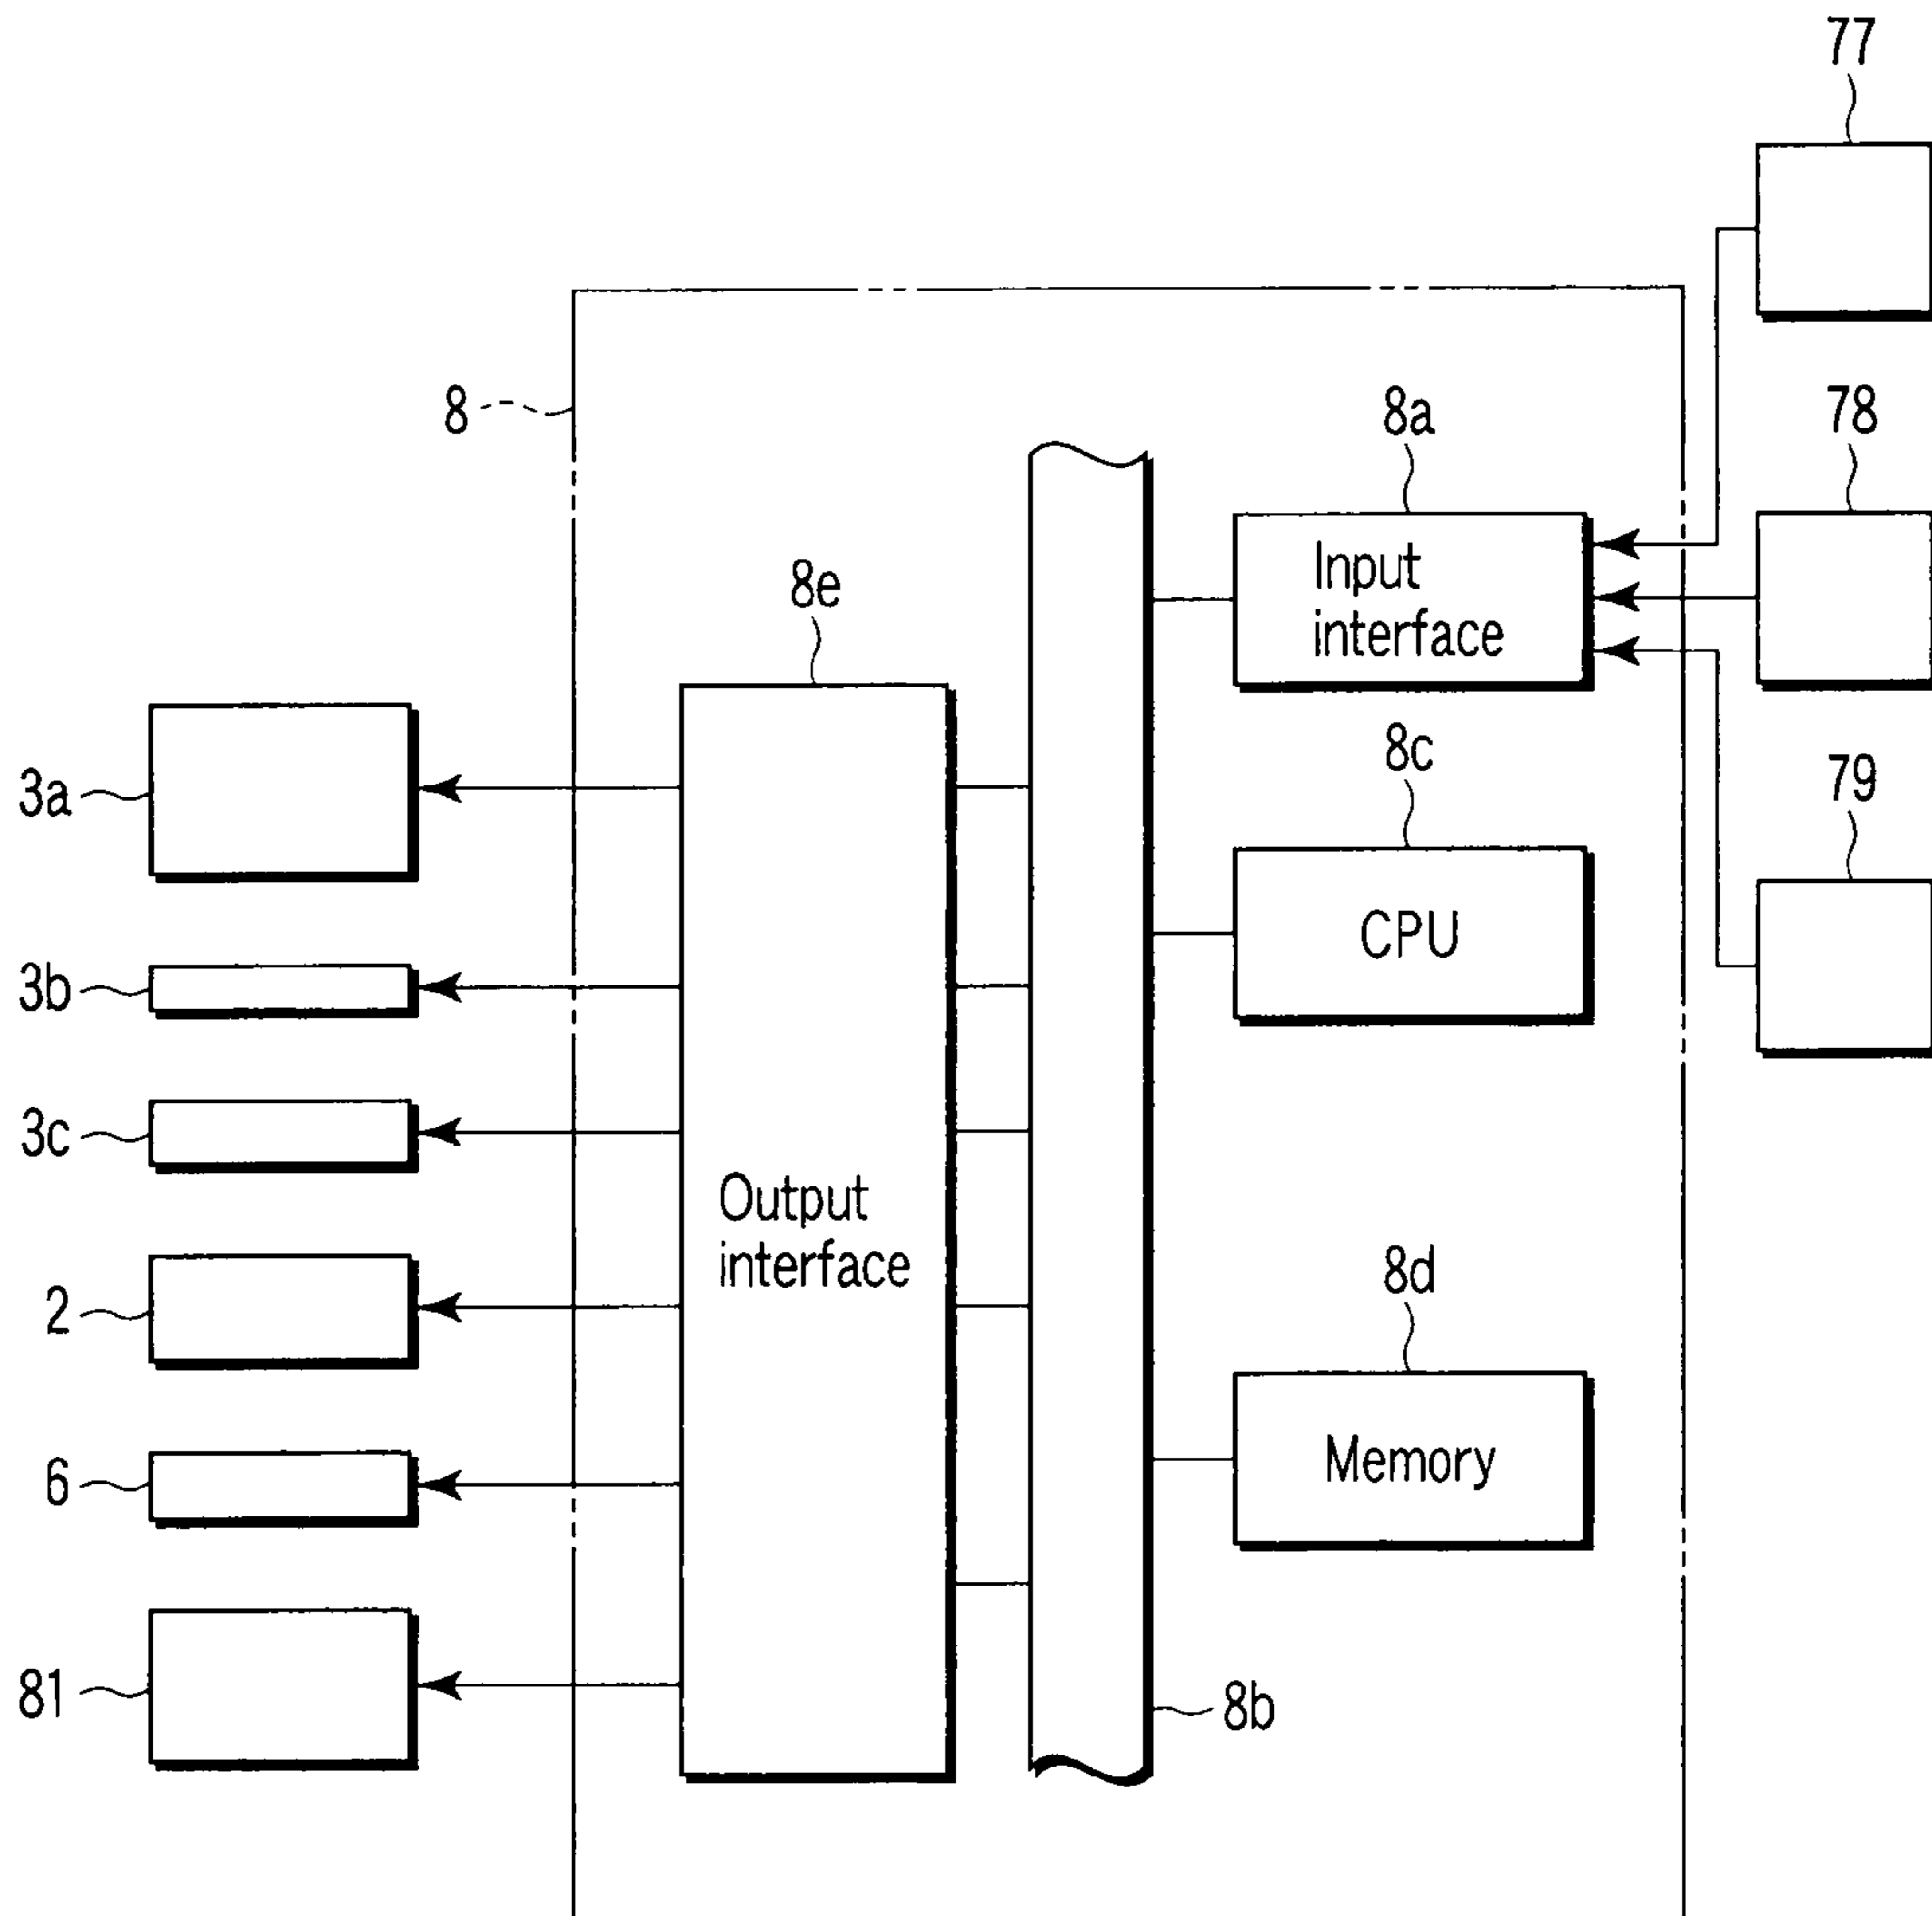 77
8
8a
78
8e
Input
interface
3a
8c
79
CPU
3b
3c
Output
interface
2
8d
6
Memory
81
8b